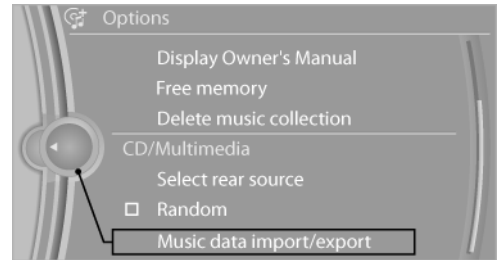 Options
Display Owner's Manual
Free memory
Delete music collection
CD/Multimedia
Select rear source
Random
Music data import/export